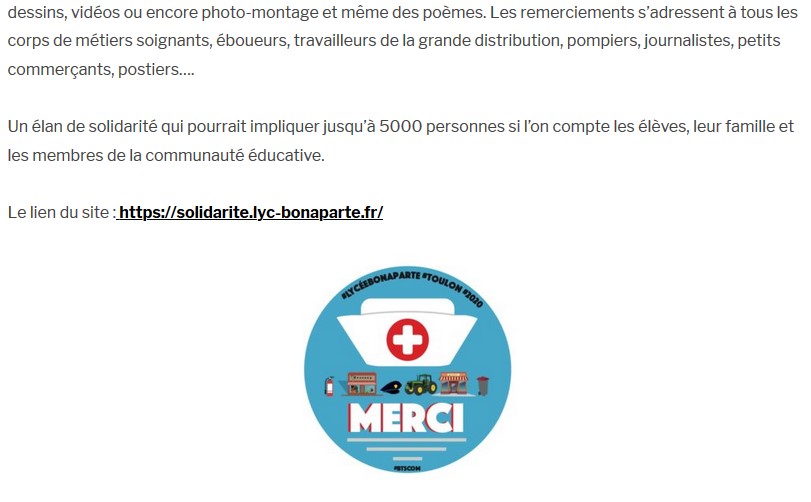 dessins, vidéos ou encore photo-montage et même des poèmes. Les remerciements s’adressent à tous les
corps de métiers soignants, éboueurs, travailleurs de la grande distribution, pompiers, journalistes, petits
commerçants, postiers….
Un élan de solidarité qui pourrait impliquer jusqu’à 5000 personnes si l’on compte les élèves, leur famille et
les membres de la communauté éducative.
Le lien du site : https://solidarite.lyc-bonaparte.fr/
#LYCÉEBONAPARTE #TOULON #2020
MERCI
#BTSCOM